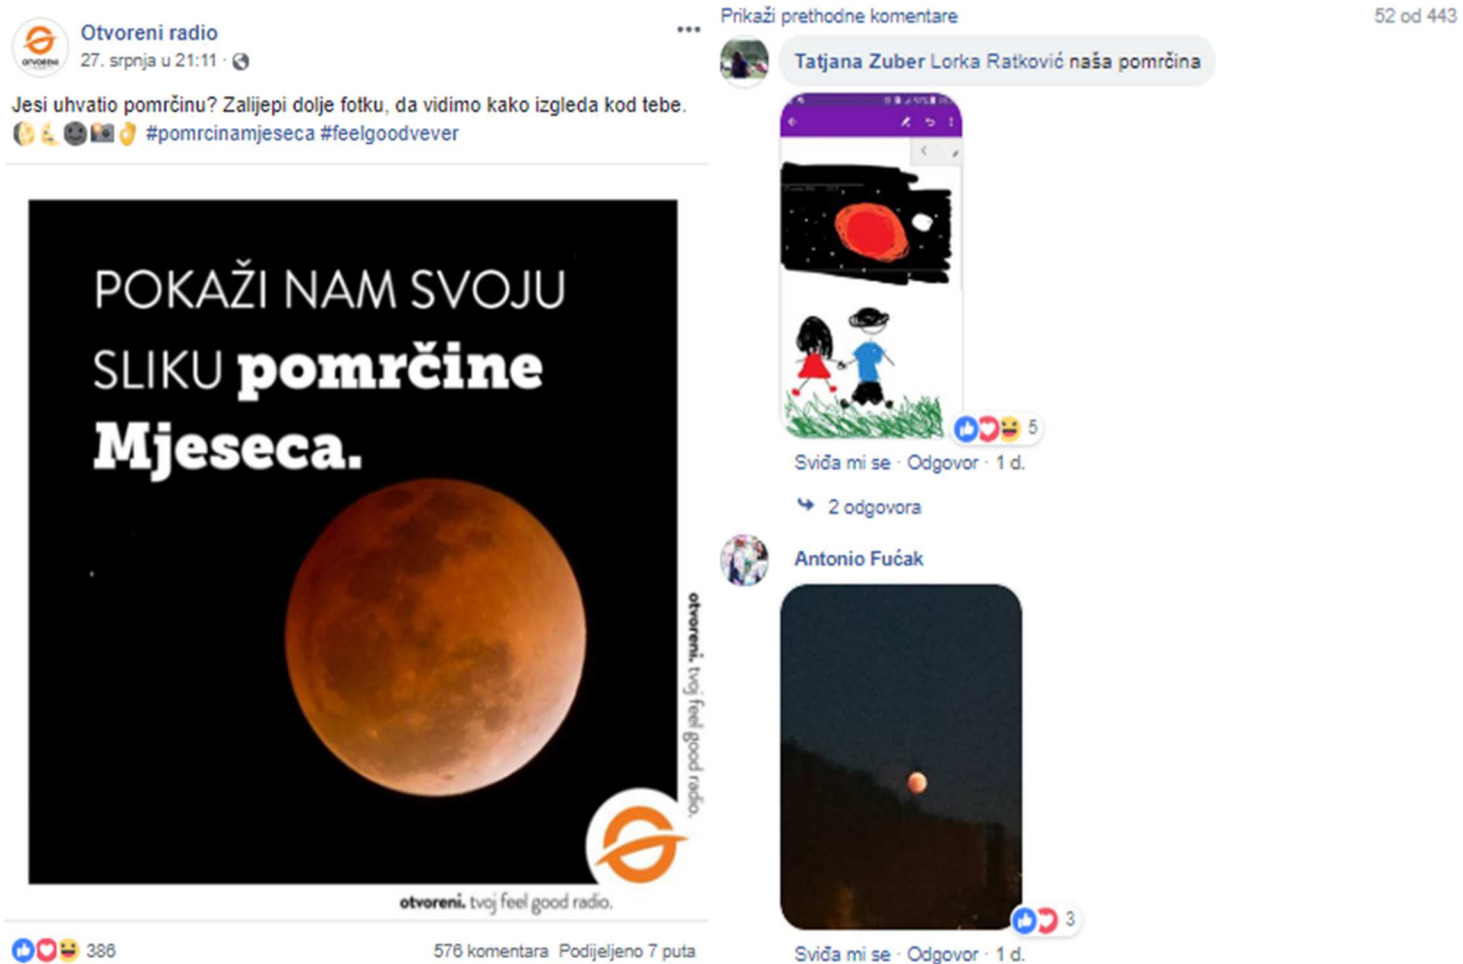 Otvoreni radio
27. srpnja u 21:11 ·
Jesi uhvatio pomrčinu? Zalijepi dolje fotku, da vidimo kako izgleda kod tebe.
🌔🌜🌚📸👌 #pomrcinamjeseca #feelgoodvever
POKAŽI NAM SVOJU
SLIKU pomrčine
Mjeseca.
otvoreni. tvoj feel good radio.
otvoreni. tvoj feel good radio.
386
576 komentara Podijeljeno 7 puta
Prikaži prethodne komentare
52 od 443
Tatjana Zuber Lorka Ratković naša pomrčina
5
Sviđa mi se · Odgovor · 1 d.
2 odgovora
Antonio Fućak
3
Sviđa mi se · Odgovor · 1 d.